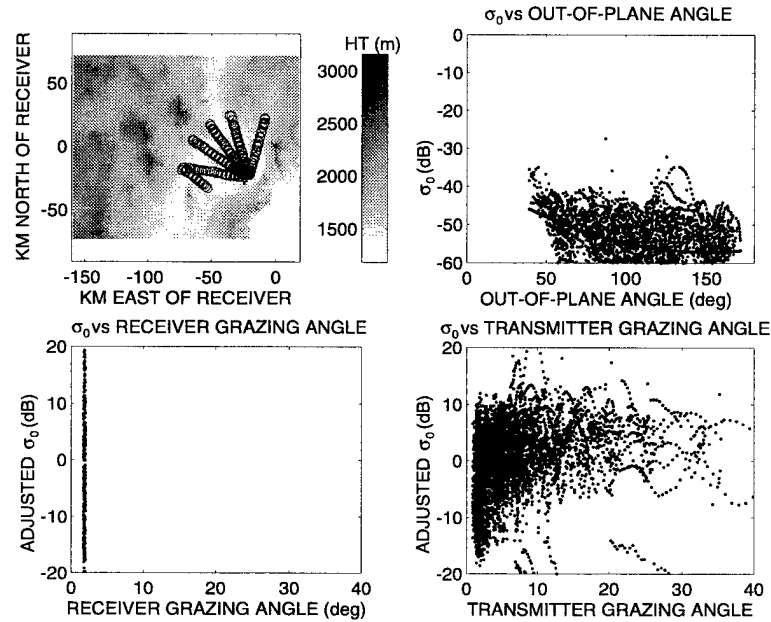 HT (m)
KM NORTH OF RECEIVER
50
0
-50
-150 -100 -50 0
KM EAST OF RECEIVER
3000
2500
2000
1500
σ0 vs OUT-OF-PLANE ANGLE
σ0 (dB)
0
-10
-20
-30
-40
-50
-60
0 50 100 150
OUT-OF-PLANE ANGLE (deg)
σ0 vs RECEIVER GRAZING ANGLE
ADJUSTED σ0 (dB)
20
10
0
-10
-20
0 10 20 30 40
RECEIVER GRAZING ANGLE (deg)
σ0 vs TRANSMITTER GRAZING ANGLE
ADJUSTED σ0 (dB)
20
10
0
-10
-20
0 10 20 30 40
TRANSMITTER GRAZING ANGLE